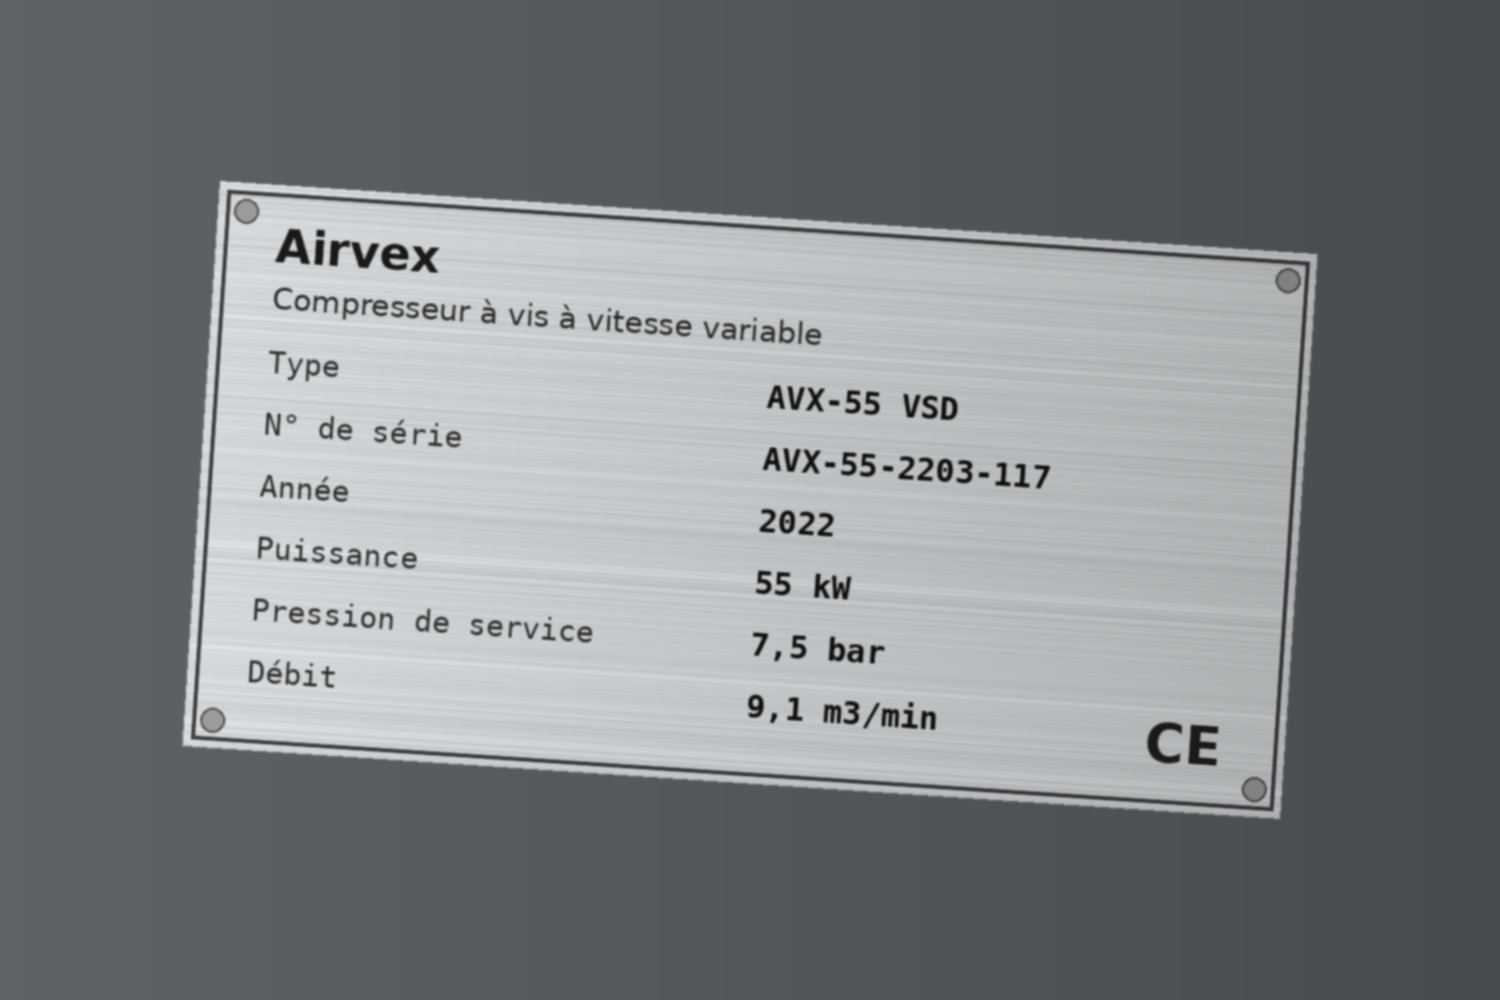 Airvex
Compresseur à vis à vitesse variable
Type AVX-55 VSD
N° de série AVX-55-2203-117
Année 2022
Puissance 55 kW
Pression de service 7,5 bar
Débit 9,1 m3/min
CE